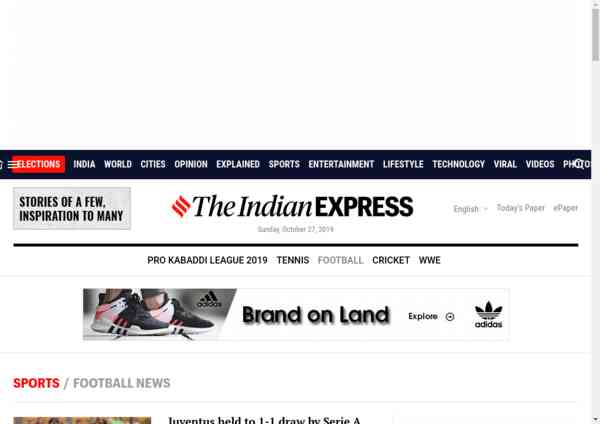 ELECTIONS INDIA WORLD CITIES OPINION EXPLAINED SPORTS ENTERTAINMENT LIFESTYLE TECHNOLOGY VIRAL VIDEOS
STORIES OF A FEW,
INSPIRATION TO MANY
The Indian EXPRESS
English Today's Paper ePaper
Sunday, October 27, 2019
PRO KABADDI LEAGUE 2019 TENNIS FOOTBALL CRICKET WWE
adidas Brand on Land Explore adidas
SPORTS / FOOTBALL NEWS
Juventus held to 1-1 draw by Serie A